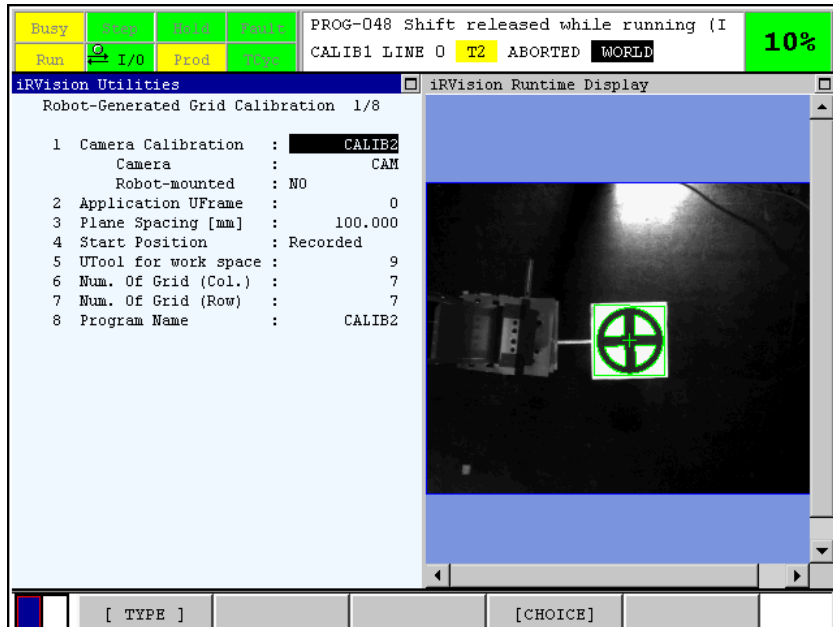 Busy Step Hold Fault
Run I/O Prod TCyc
PROG-048 Shift released while running (I
CALIB1 LINE 0 T2 ABORTED WORLD
10%
iRVision Utilities
Robot-Generated Grid Calibration 1/8
1 Camera Calibration : CALIB2
Camera : CAM
Robot-mounted : NO
2 Application UFrame : 0
3 Plane Spacing [mm] : 100.000
4 Start Position : Recorded
5 UTool for work space : 9
6 Num. Of Grid (Col.) : 7
7 Num. Of Grid (Row) : 7
8 Program Name : CALIB2
iRVision Runtime Display
[ TYPE ] [CHOICE]